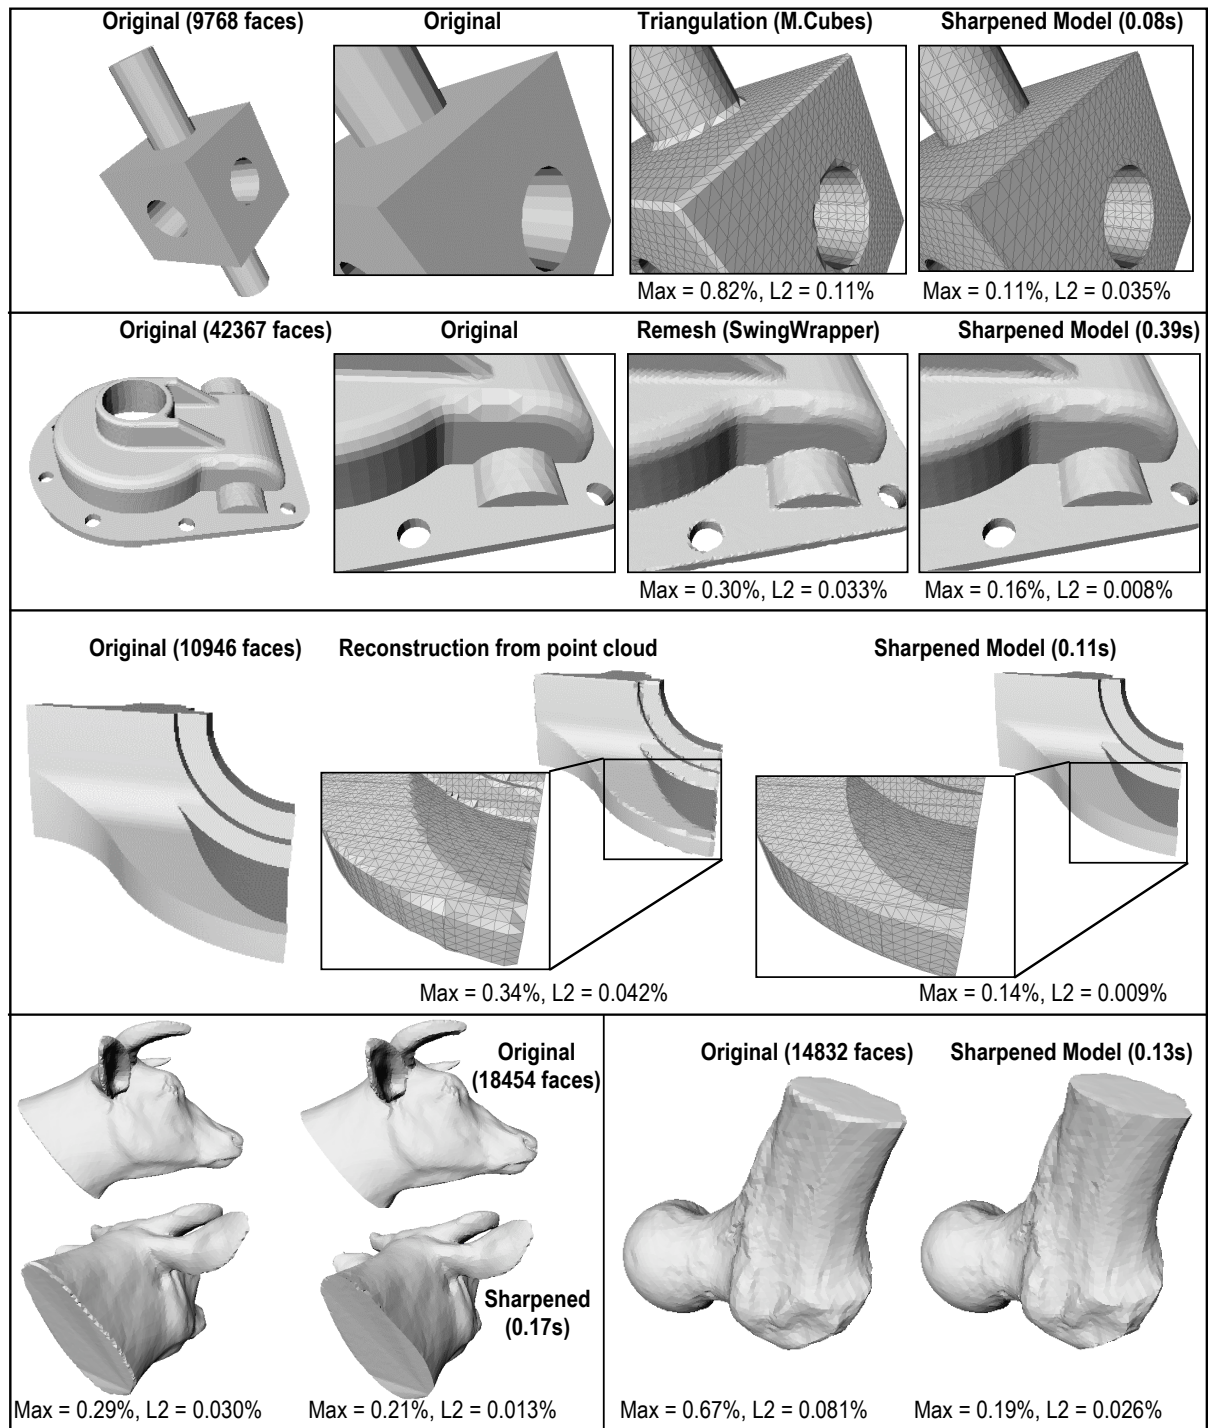 Original (9768 faces)
Original
Triangulation (M.Cubes)
Sharpened Model (0.08s)
Max = 0.82%, L2 = 0.11%
Max = 0.11%, L2 = 0.035%
Original (42367 faces)
Original
Remesh (SwingWrapper)
Sharpened Model (0.39s)
Max = 0.30%, L2 = 0.033%
Max = 0.16%, L2 = 0.008%
Original (10946 faces)
Reconstruction from point cloud
Sharpened Model (0.11s)
Max = 0.34%, L2 = 0.042%
Max = 0.14%, L2 = 0.009%
Original
(18454 faces)
Sharpened
(0.17s)
Max = 0.29%, L2 = 0.030%
Max = 0.21%, L2 = 0.013%
Original (14832 faces)
Sharpened Model (0.13s)
Max = 0.67%, L2 = 0.081%
Max = 0.19%, L2 = 0.026%